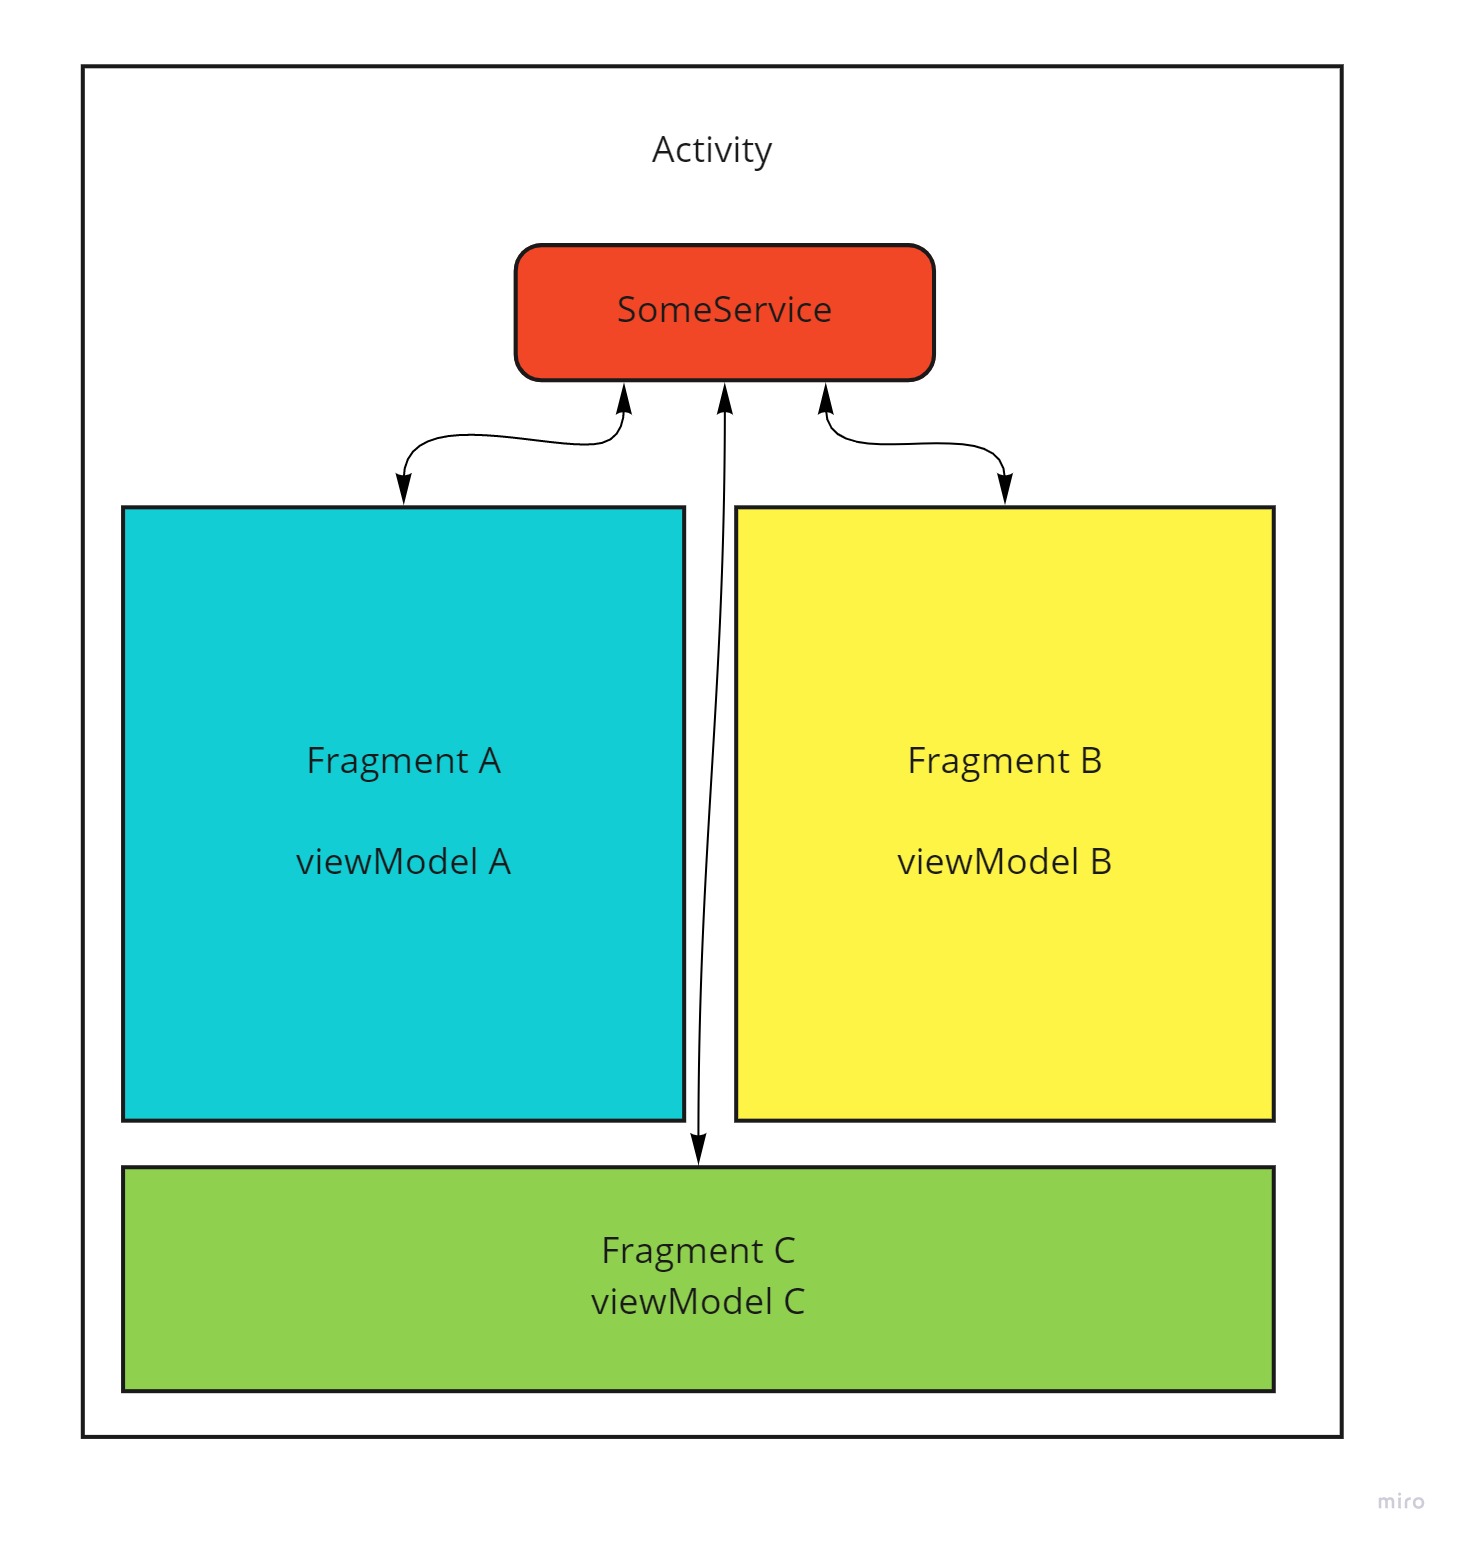 Activity
SomeService
Fragment A
viewModel A
Fragment B
viewModel B
Fragment C
viewModel C
miro